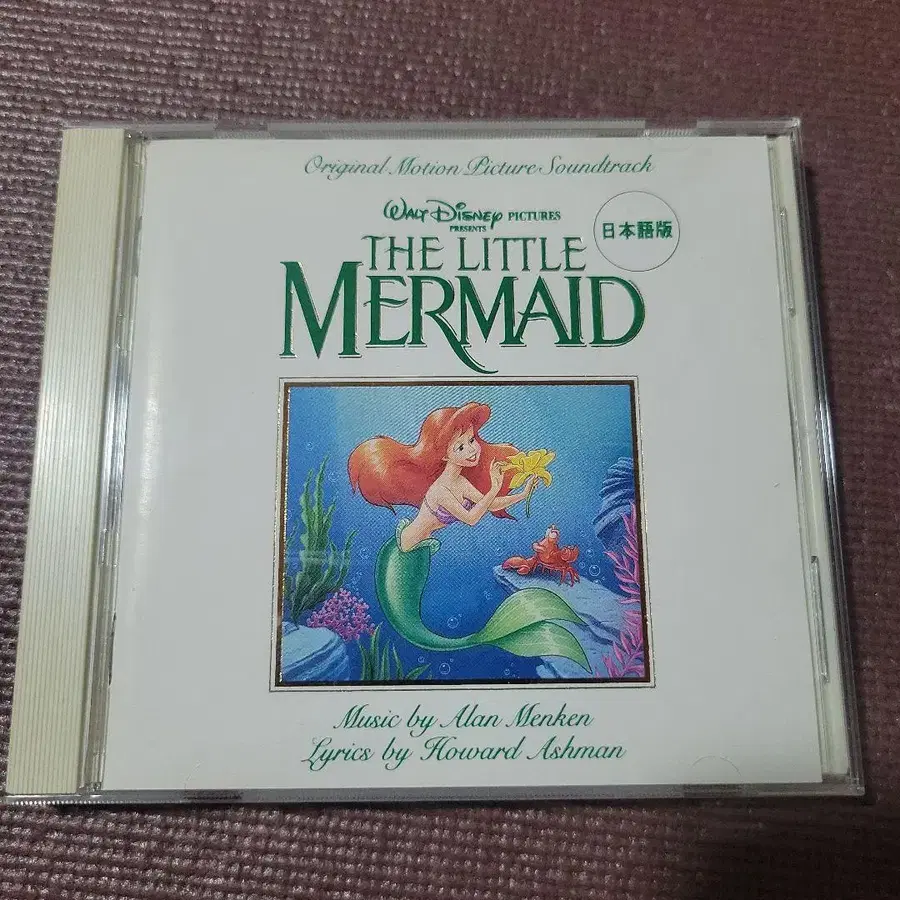 Original Motion Picture Soundtrack
WALT DISNEY PICTURES
PRESENTS
日本語版
THE LITTLE
MERMAID
Music by Alan Menken
Lyrics by Howard Ashman